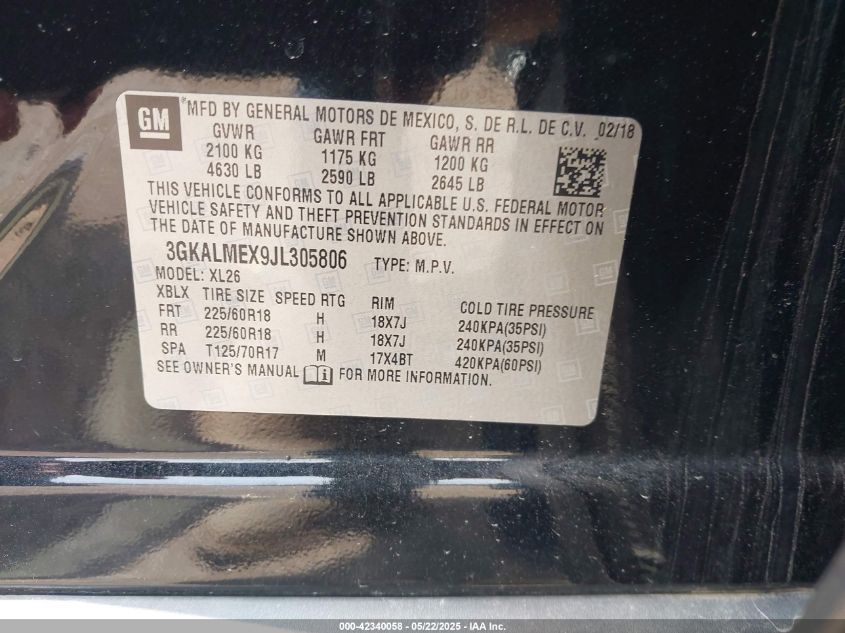 GM
*MFD BY GENERAL MOTORS DE MEXICO, S. DE R.L. DE C.V. 02/18
GVWR GAWR FRT GAWR RR
2100 KG 1175 KG 1200 KG
4630 LB 2590 LB 2645 LB
THIS VEHICLE CONFORMS TO ALL APPLICABLE U.S. FEDERAL MOTOR
VEHICLE SAFETY AND THEFT PREVENTION STANDARDS IN EFFECT ON
THE DATE OF MANUFACTURE SHOWN ABOVE.
3GKALMEX9JL305806 TYPE: M.P.V.
MODEL: XL26
XBLX TIRE SIZE SPEED RTG RIM COLD TIRE PRESSURE
FRT 225/60R18 H 18X7J 240KPA(35PSI)
RR 225/60R18 H 18X7J 240KPA(35PSI)
SPA T125/70R17 M 17X4BT 420KPA(60PSI)
SEE OWNER'S MANUAL FOR MORE INFORMATION.
000-42340058 - 05/22/2025 - IAA Inc.